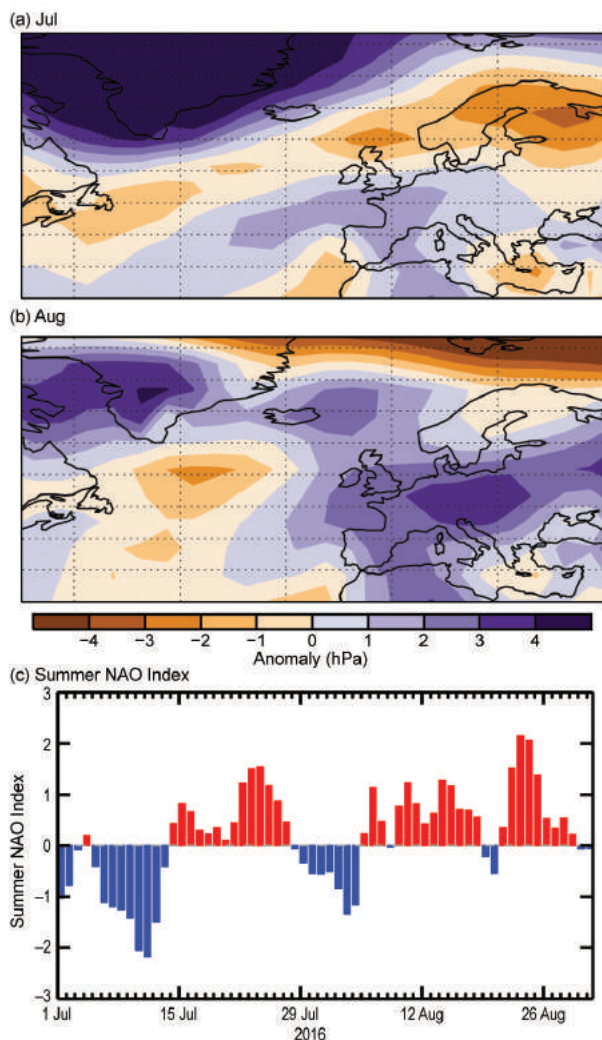 (a) Jul
(b) Aug
−4 −3 −2 −1 0 1 2 3 4
Anomaly (hPa)
(c) Summer NAO Index
3
2
1
0
−1
−2
−3
Summer NAO Index
1 Jul 15 Jul 29 Jul 12 Aug 26 Aug
2016